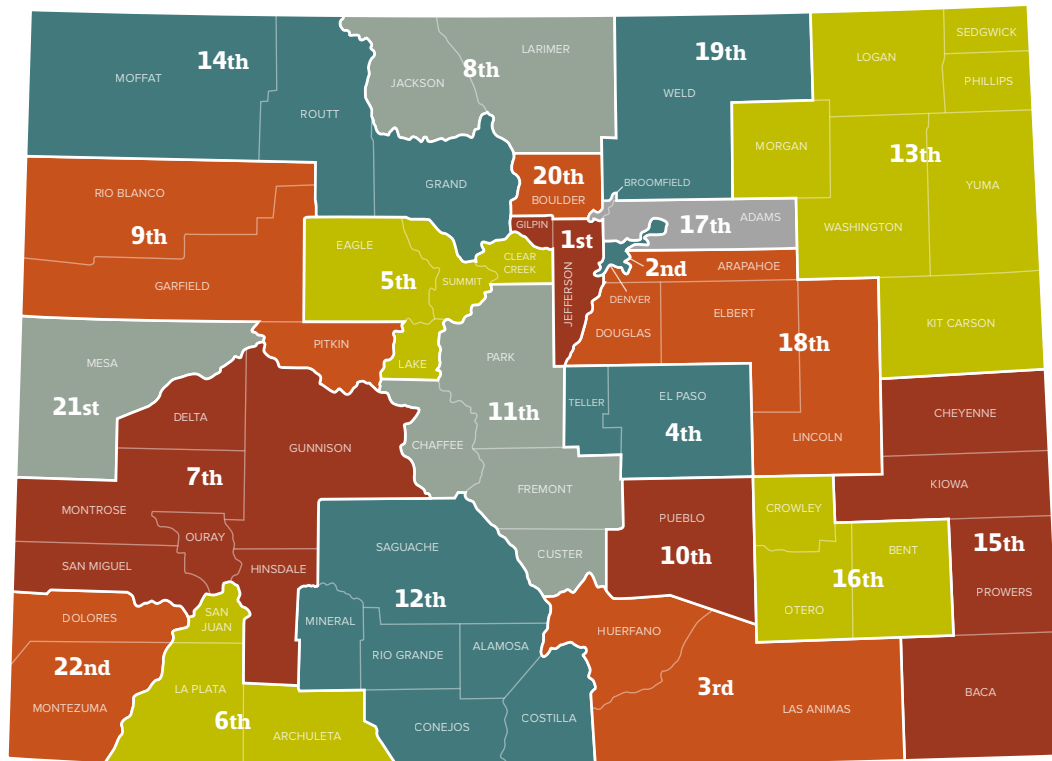 SEDGWICK
LARIMER
19th
LOGAN
14th
8th
MOFFAT
JACKSON
PHILLIPS
WELD
ROUTT
MORGAN
13th
20th
BROOMFIELD
GRAND
YUMA
RIO BLANCO
BOULDER
9th
GILPIN
1st
17th
ADAMS
WASHINGTON
EAGLE
CLEAR
CREEK
2nd
ARAPAHOE
5th
SUMMIT
GARFIELD
JEFFERSON
DENVER
ELBERT
KIT CARSON
DOUGLAS
18th
PITKIN
PARK
MESA
LAKE
21st
TELLER
EL PASO
11th
DELTA
4th
CHEYENNE
LINCOLN
CHAFFEE
GUNNISON
7th
FREMONT
KIOWA
MONTROSE
CROWLEY
PUEBLO
OURAY
SAGUACHE
CUSTER
10th
BENT
15th
SAN MIGUEL
HINSDALE
16th
PROWERS
12th
DOLORES
SAN
JUAN
MINERAL
OTERO
HUERFANO
ALAMOSA
RIO GRANDE
22nd
LA PLATA
3rd
BACA
MONTEZUMA
6th
COSTILLA
LAS ANIMAS
CONEJOS
ARCHULETA